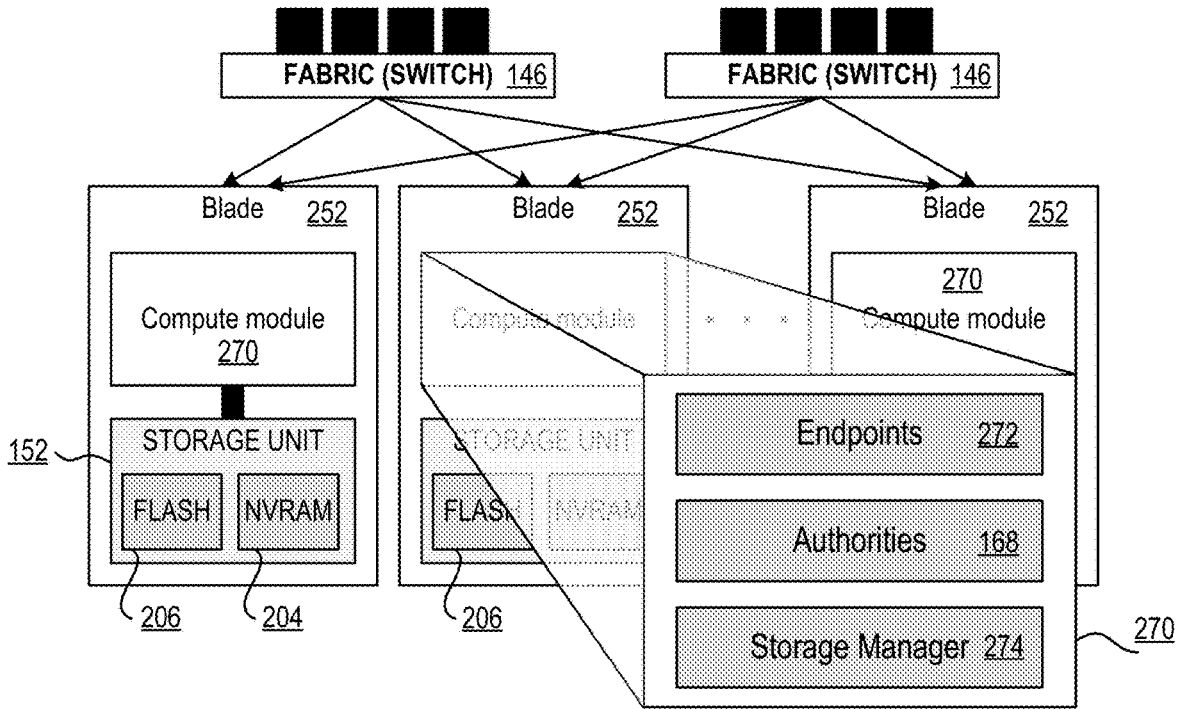 FABRIC (SWITCH) 146
FABRIC (SWITCH) 146
Blade 252
Blade 252
Blade 252
Compute module
270
Compute module
270
Compute module
. . .
STORAGE UNIT
152
FLASH
NVRAM
206
204
STORAGE UNIT
FLASH
NVRAM
206
Endpoints 272
Authorities 168
Storage Manager 274
270